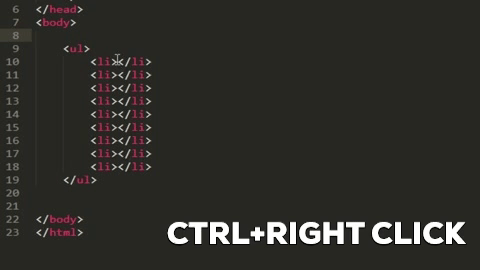 6 </head>
7 <body>
8
9 <ul>
10 <li></li>
11 <li></li>
12 <li></li>
13 <li></li>
14 <li></li>
15 <li></li>
16 <li></li>
17 <li></li>
18 <li></li>
19 </ul>
20
21
22 </body>
23 </html>
CTRL+RIGHT CLICK